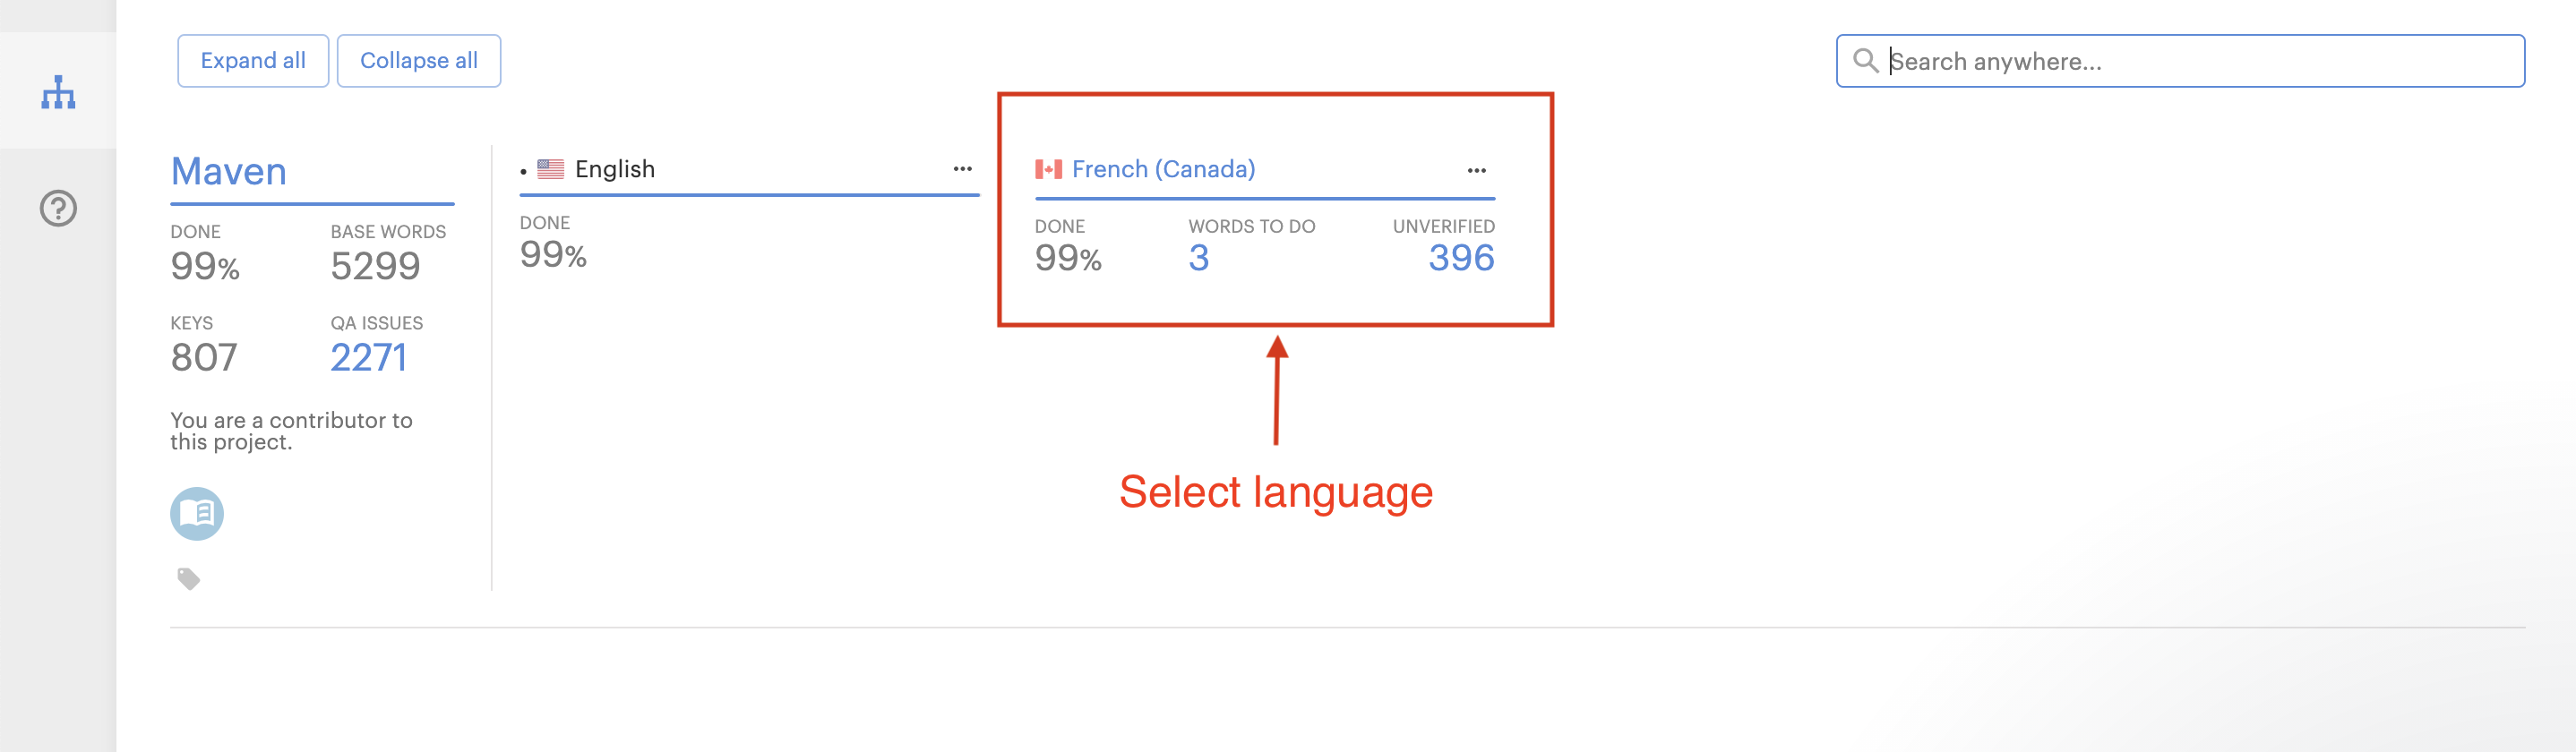 Expand all
Collapse all
Search anywhere...
Maven
DONE
99%
BASE WORDS
5299
KEYS
807
QA ISSUES
2271
You are a contributor to
this project.
• English
...
DONE
99%
French (Canada)
...
DONE
99%
WORDS TO DO
3
UNVERIFIED
396
Select language